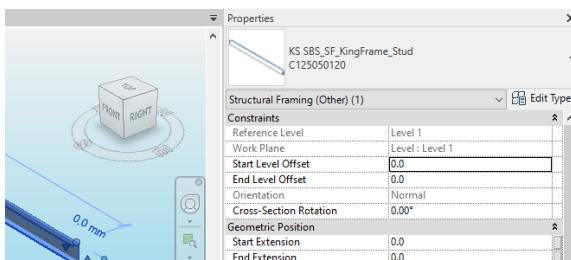 Properties
KS SBS_SF_KingFrame_Stud
C125050120
Structural Framing (Other) (1)
Edit Type
Constraints
Reference Level Level 1
Work Plane Level : Level 1
Start Level Offset 0.0
End Level Offset 0.0
Orientation Normal
Cross-Section Rotation 0.00°
Geometric Position
Start Extension 0.0
End Extension 0.0
TOP
FRONT
RIGHT
0.0 mm